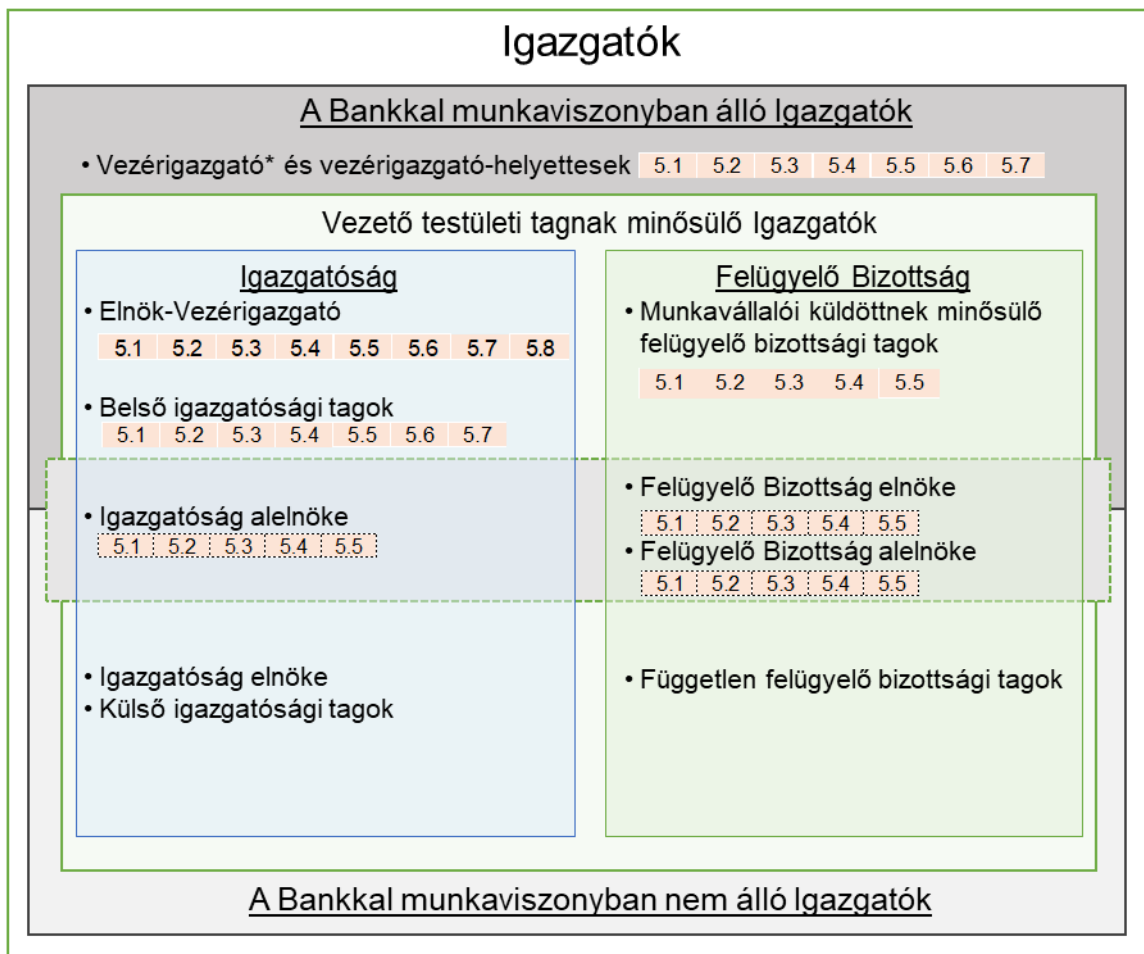 Igazgatók
A Bankkal munkaviszonyban álló Igazgatók
• Vezérigazgató* és vezérigazgató-helyettesek 5.1 5.2 5.3 5.4 5.5 5.6 5.7
Vezető testületi tagnak minősülő Igazgatók
Igazgatóság
• Elnök-Vezérigazgató
5.1 5.2 5.3 5.4 5.5 5.6 5.7 5.8
• Belső igazgatósági tagok
5.1 5.2 5.3 5.4 5.5 5.6 5.7
• Igazgatóság alelnöke
5.1 5.2 5.3 5.4 5.5
• Igazgatóság elnöke
• Külső igazgatósági tagok
Felügyelő Bizottság
• Munkavállalói küldöttnek minősülő
felügyelő bizottsági tagok
5.1 5.2 5.3 5.4 5.5
• Felügyelő Bizottság elnöke
5.1 5.2 5.3 5.4 5.5
• Felügyelő Bizottság alelnöke
5.1 5.2 5.3 5.4 5.5
• Független felügyelő bizottsági tagok
A Bankkal munkaviszonyban nem álló Igazgatók